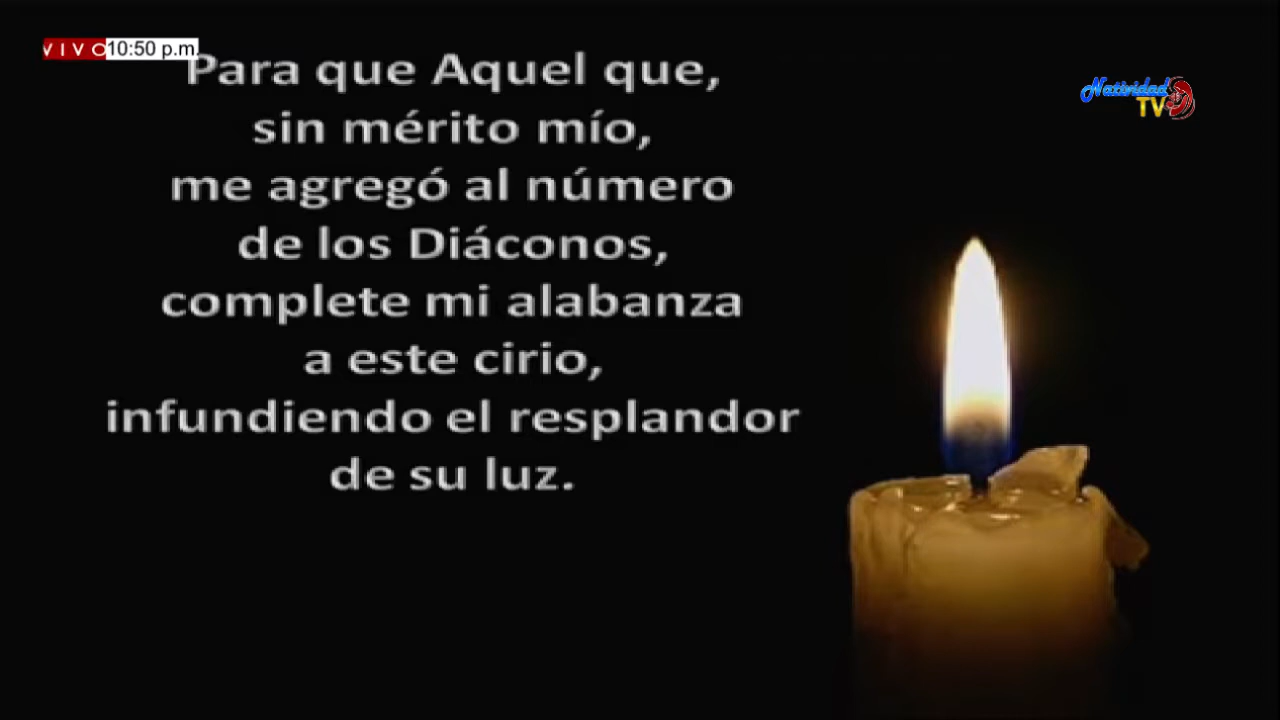 VIVO 10:50 p.m.
Natividad
TV
Para que Aquel que,
sin mérito mío,
me agregó al número
de los Diáconos,
complete mi alabanza
a este cirio,
infundiendo el resplandor
de su luz.